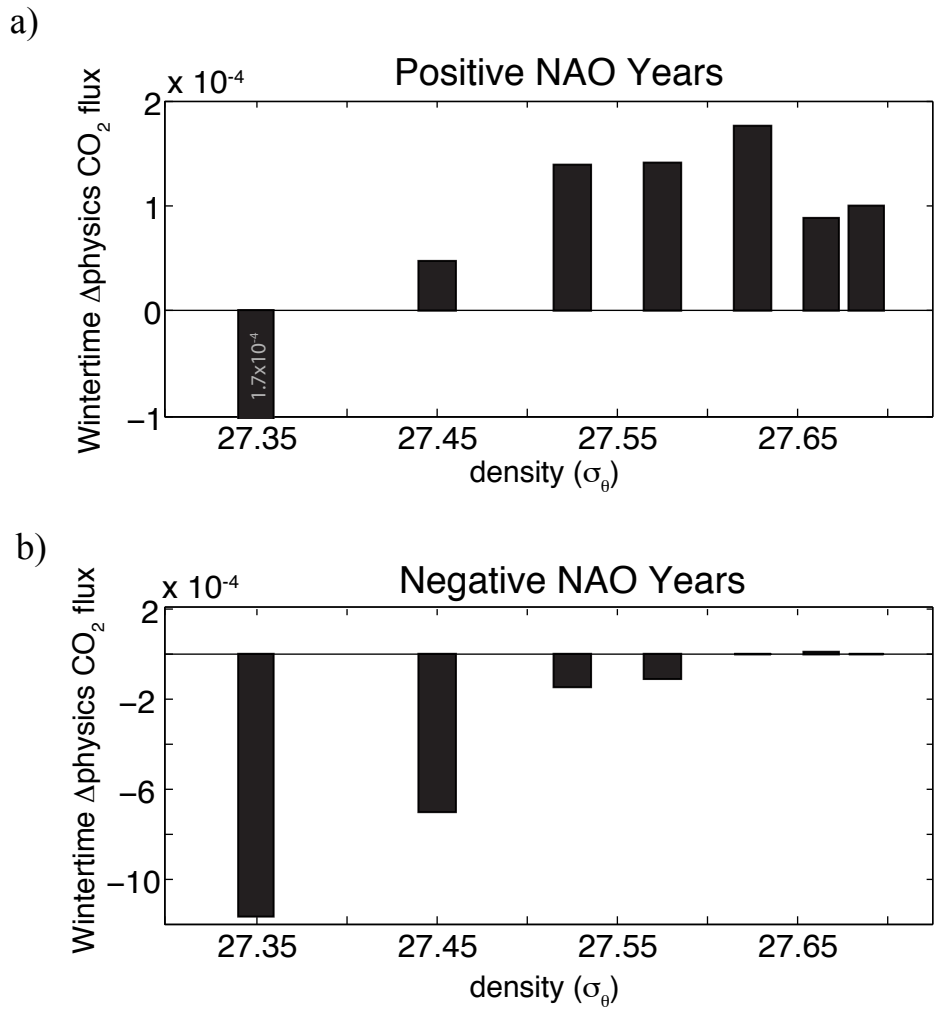 a)
Positive NAO Years
x 10⁻⁴
Wintertime Δphysics CO₂ flux
2
1
0
−1
1.7x10⁻⁴
27.35 27.45 27.55 27.65
density (σ_θ)
b)
Negative NAO Years
x 10⁻⁴
Wintertime Δphysics CO₂ flux
2
−2
−6
−10
27.35 27.45 27.55 27.65
density (σ_θ)